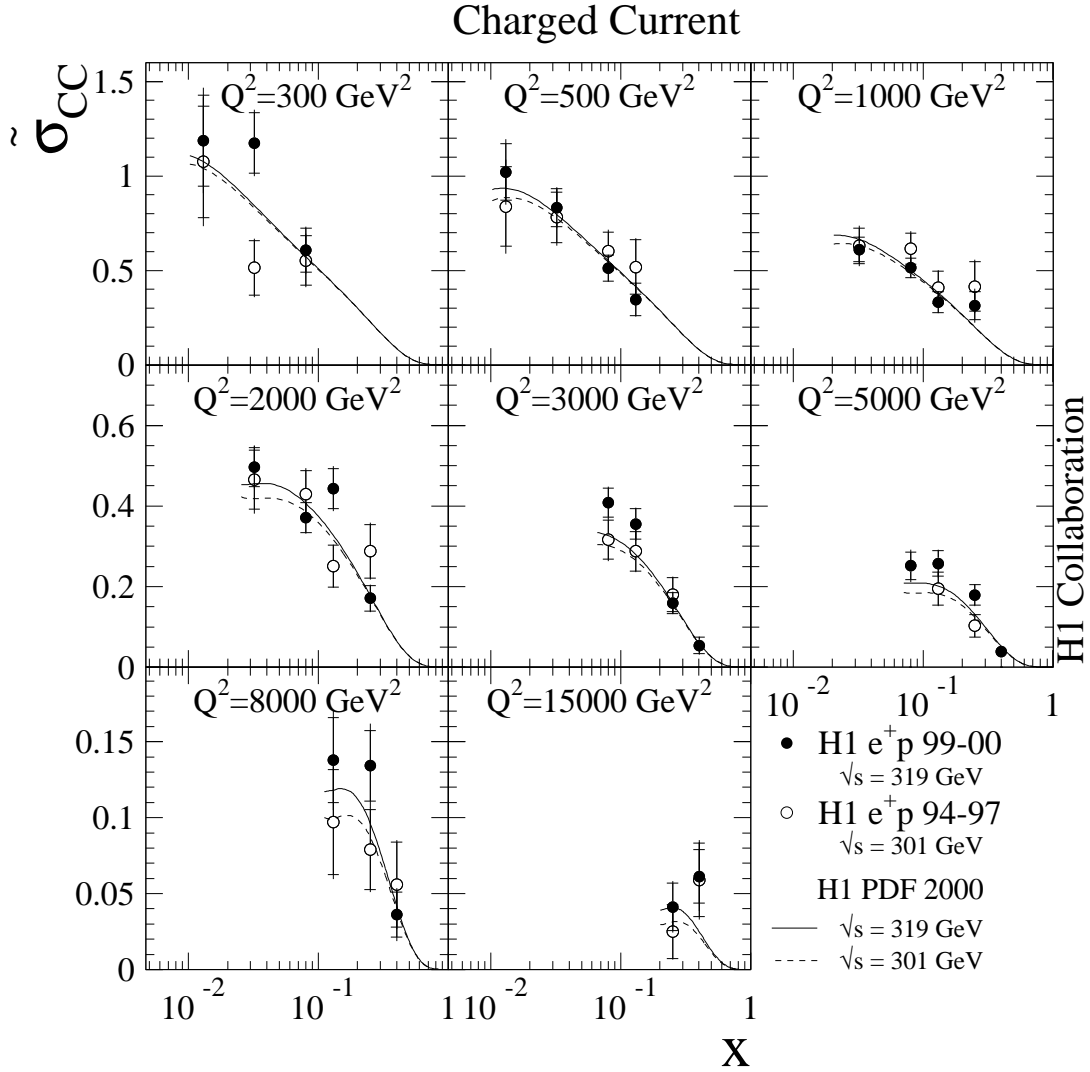 Charged Current
σ̃CC
Q²=300 GeV²
Q²=500 GeV²
Q²=1000 GeV²
1.5
1
0.5
0
Q²=2000 GeV²
Q²=3000 GeV²
Q²=5000 GeV²
0.6
0.4
0.2
0
10⁻² 10⁻¹ 1
H1 Collaboration
Q²=8000 GeV²
Q²=15000 GeV²
0.15
0.1
0.05
0
10⁻² 10⁻¹ 1
10⁻² 10⁻¹ 1
x
H1 e⁺p 99-00
√s = 319 GeV
H1 e⁺p 94-97
√s = 301 GeV
H1 PDF 2000
√s = 319 GeV
√s = 301 GeV